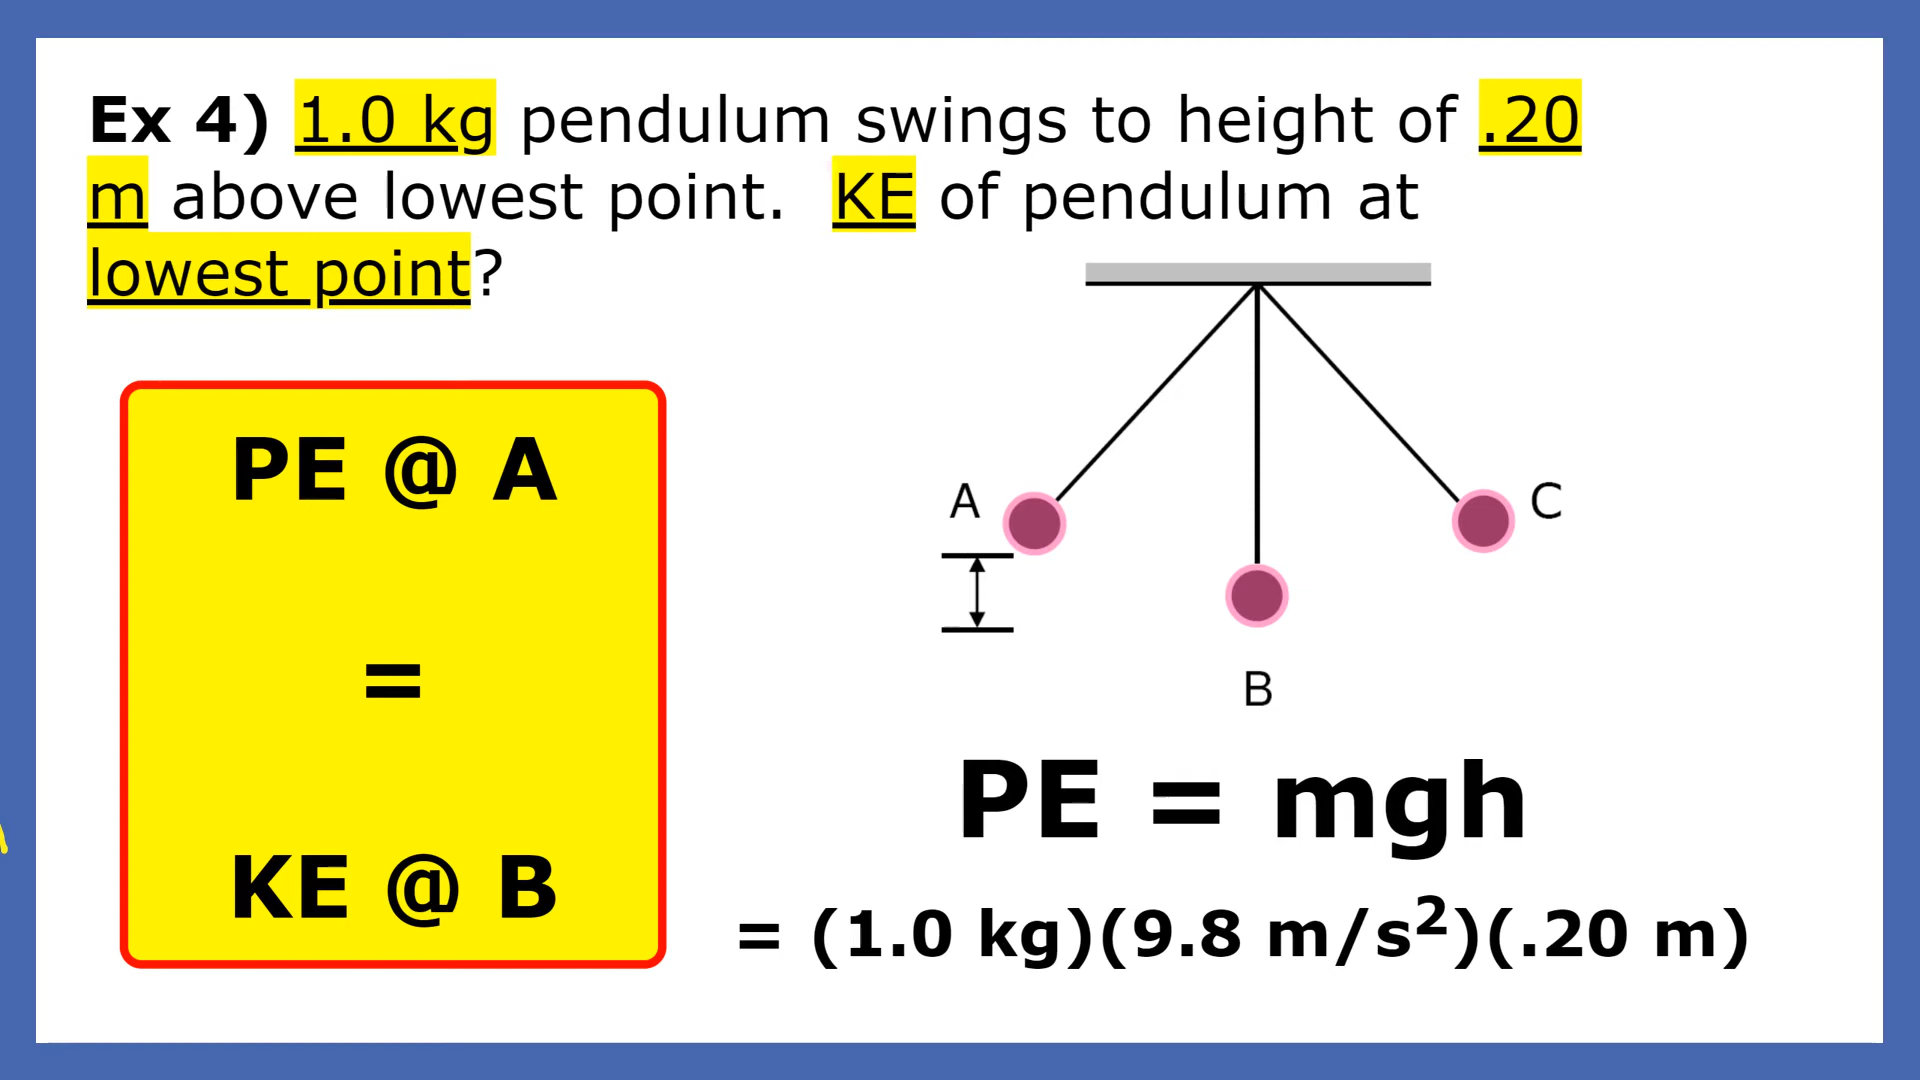 Ex 4) 1.0 kg pendulum swings to height of .20
m above lowest point. KE of pendulum at
lowest point?
PE @ A
=
KE @ B
A
C
B
PE = mgh
= (1.0 kg)(9.8 m/s²)(.20 m)